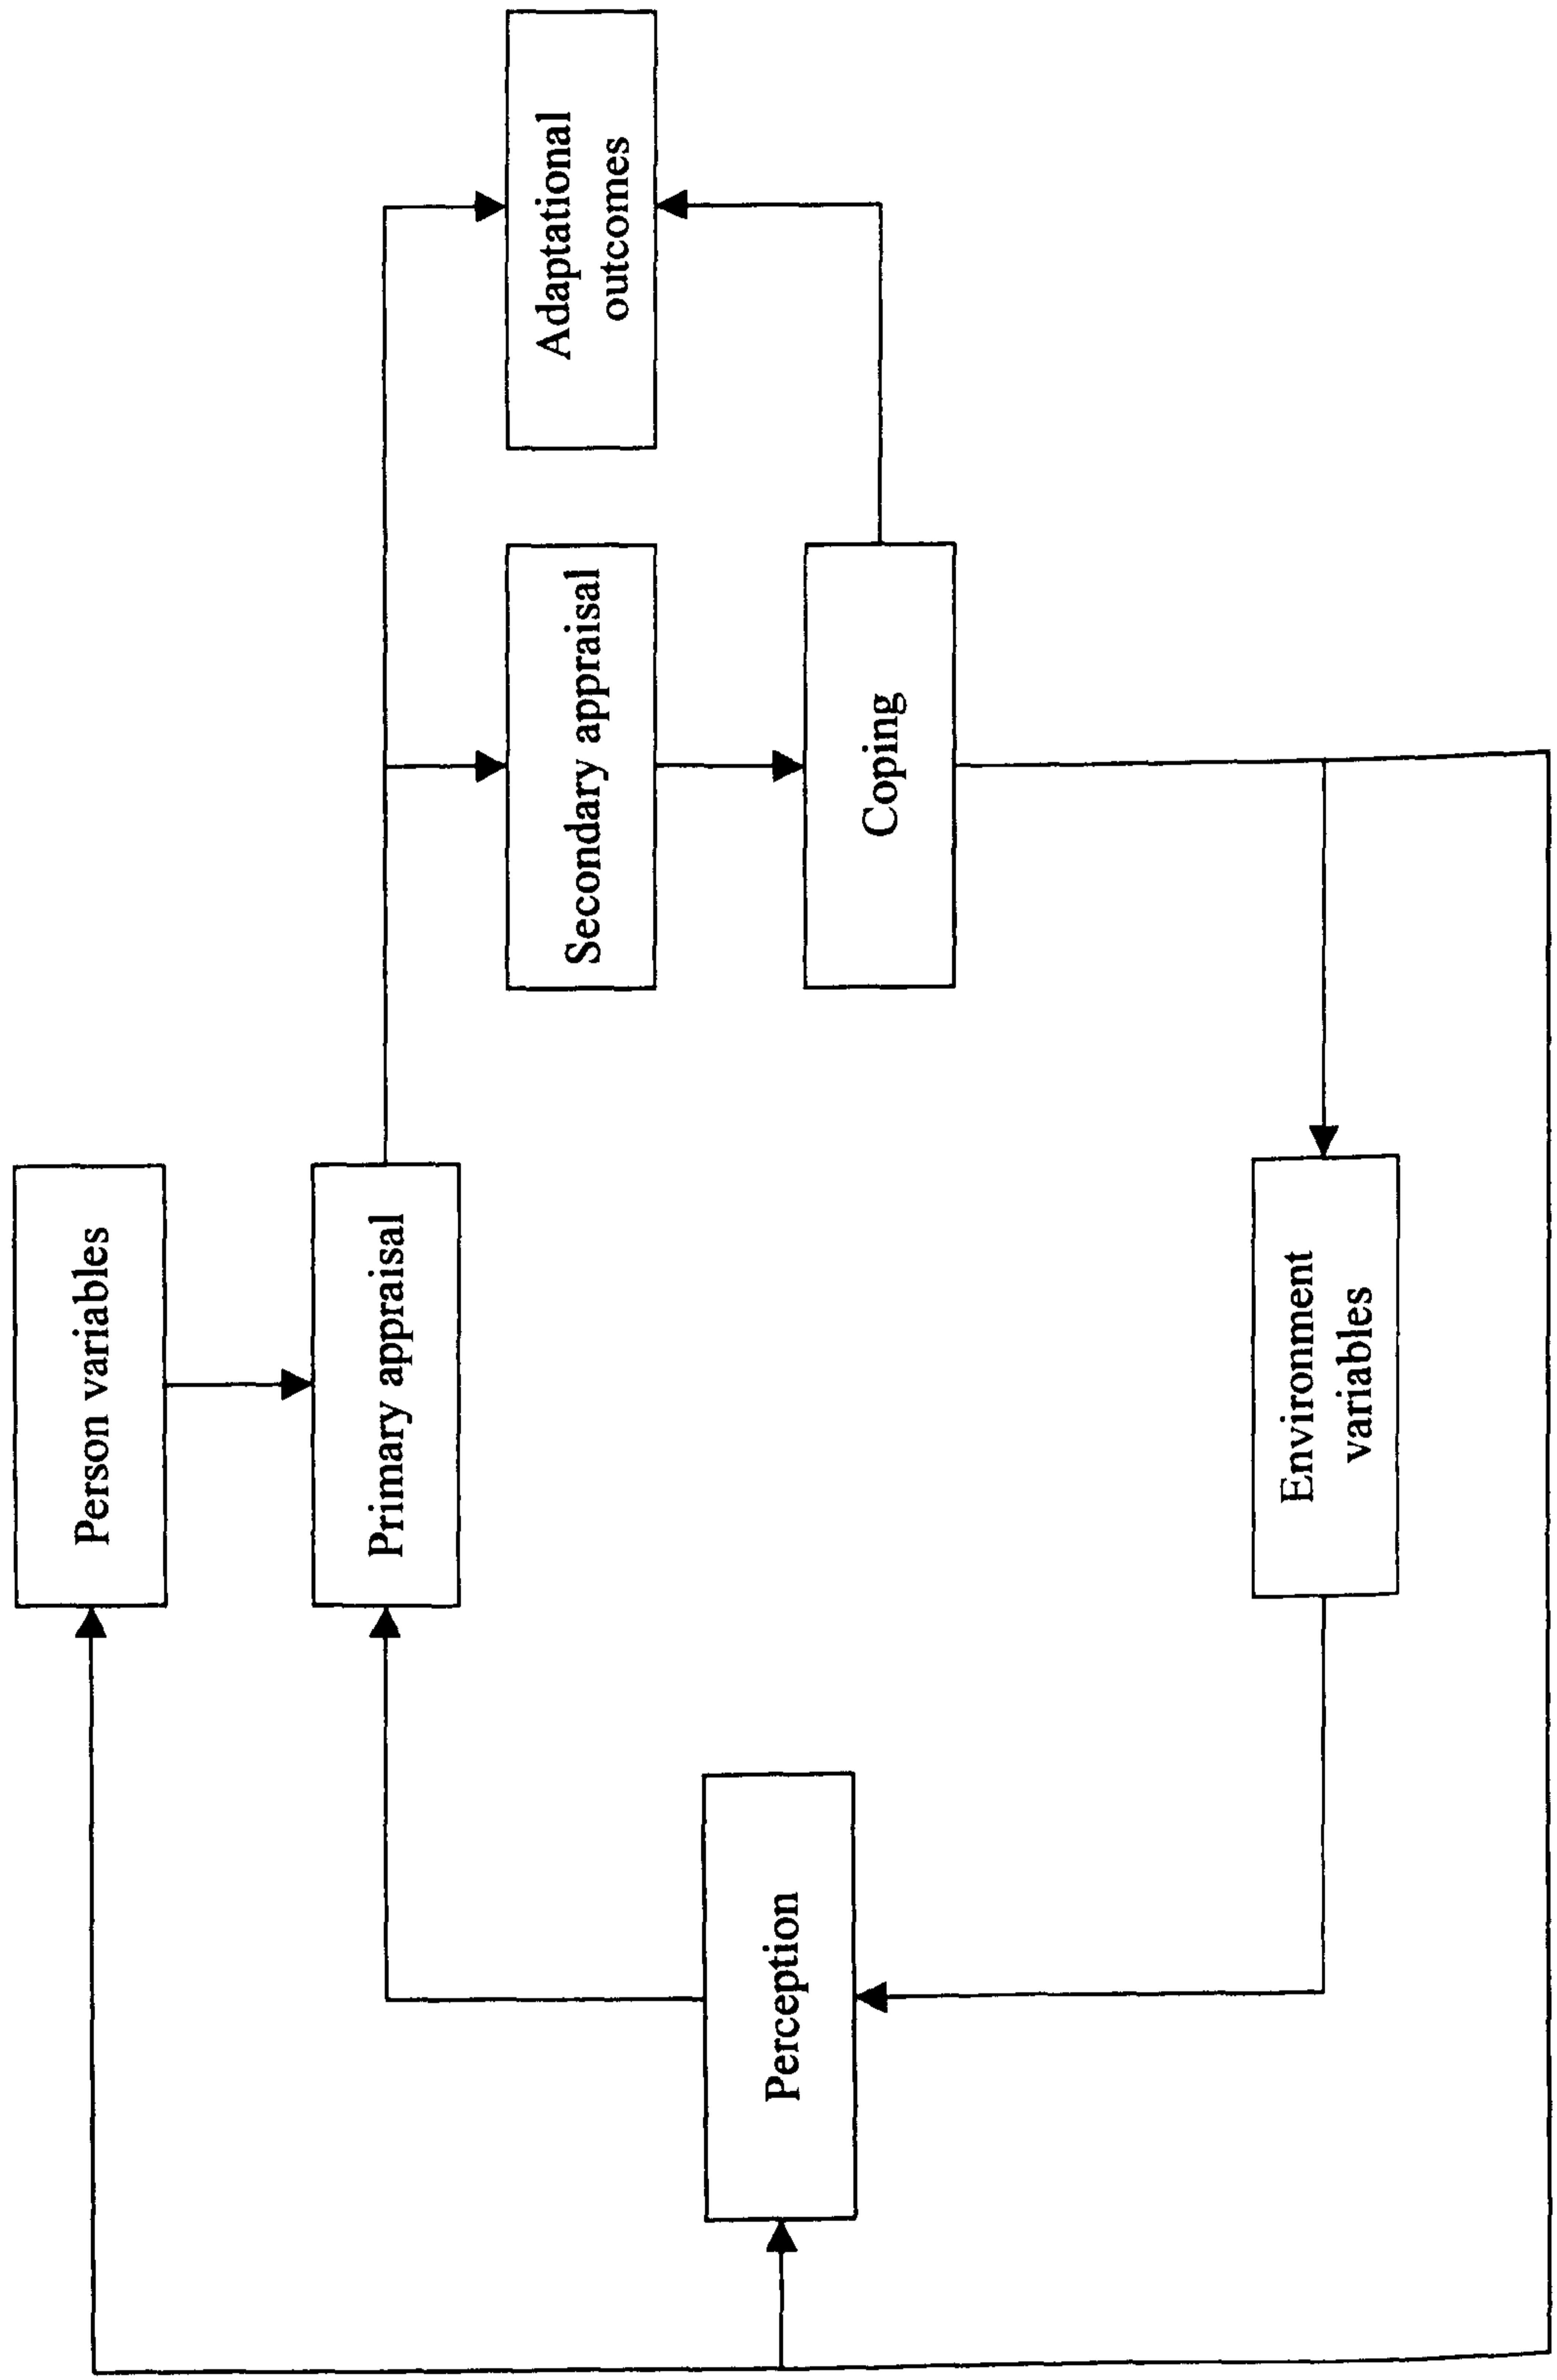 Person variables
Primary appraisal
Adaptational
outcomes
Secondary appraisal
Coping
Perception
Environment
variables